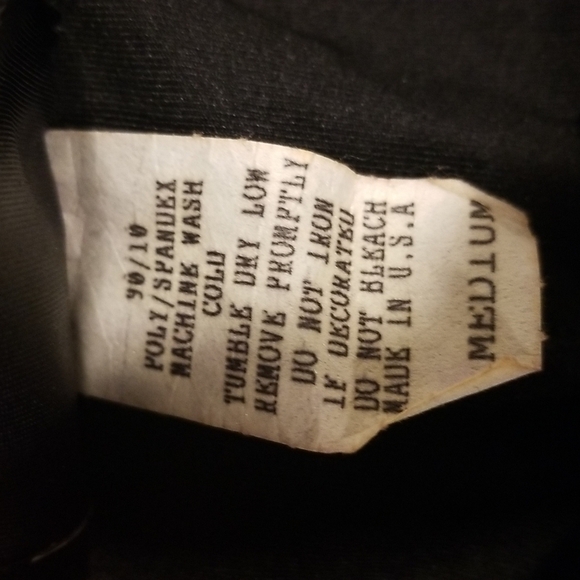 90/10
POLY/SPANDEX
MACHINE WASH
COLD
TUMBLE DRY LOW
REMOVE PROMPTLY
DO NOT IRON
IF DECORATED
DO NOT BLEACH
MADE IN U.S.A
MEDIUM